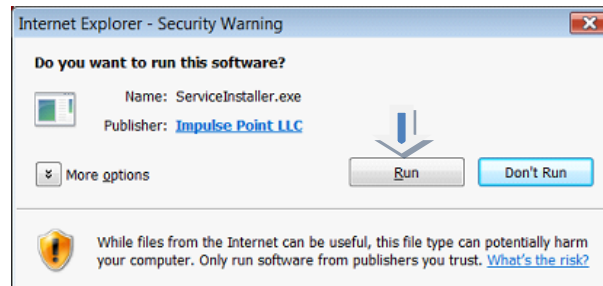 Internet Explorer - Security Warning
Do you want to run this software?
Name: ServiceInstaller.exe
Publisher: Impulse Point LLC
More options
Run
Don't Run
While files from the Internet can be useful, this file type can potentially harm
your computer. Only run software from publishers you trust. What's the risk?